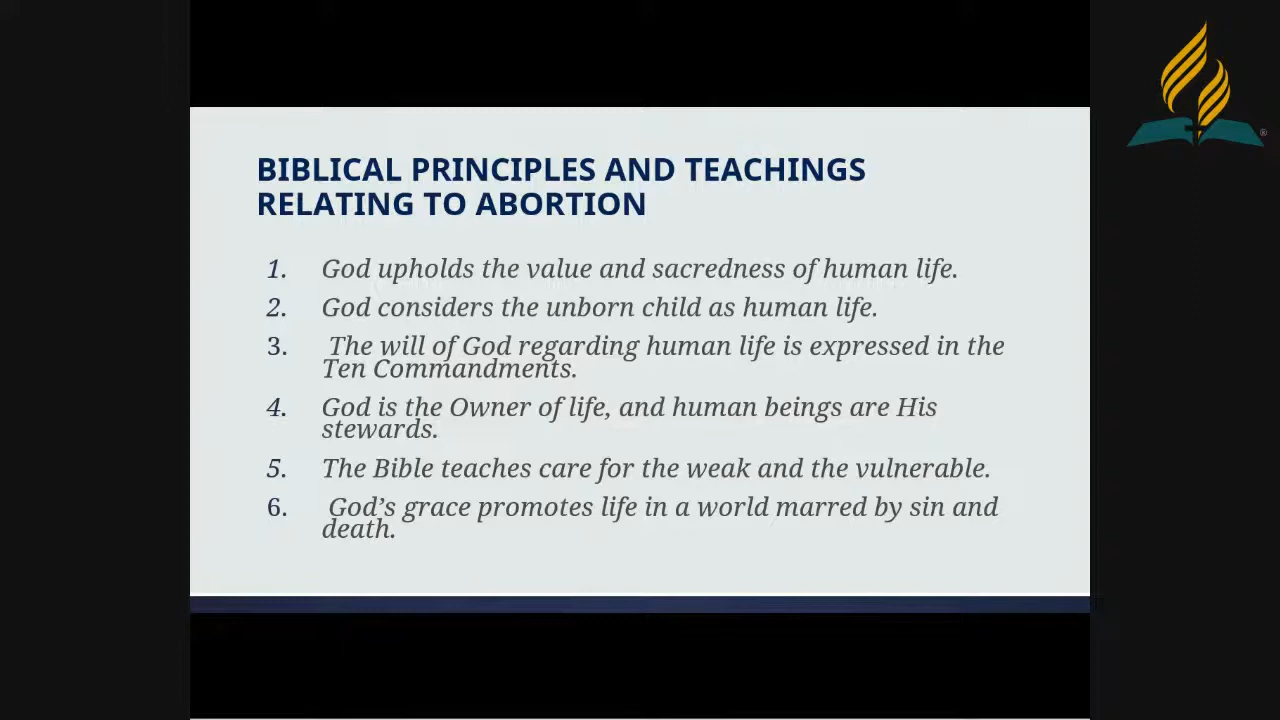 BIBLICAL PRINCIPLES AND TEACHINGS
RELATING TO ABORTION
1. God upholds the value and sacredness of human life.
2. God considers the unborn child as human life.
3. The will of God regarding human life is expressed in the
Ten Commandments.
4. God is the Owner of life, and human beings are His
stewards.
5. The Bible teaches care for the weak and the vulnerable.
6. God’s grace promotes life in a world marred by sin and
death.
®